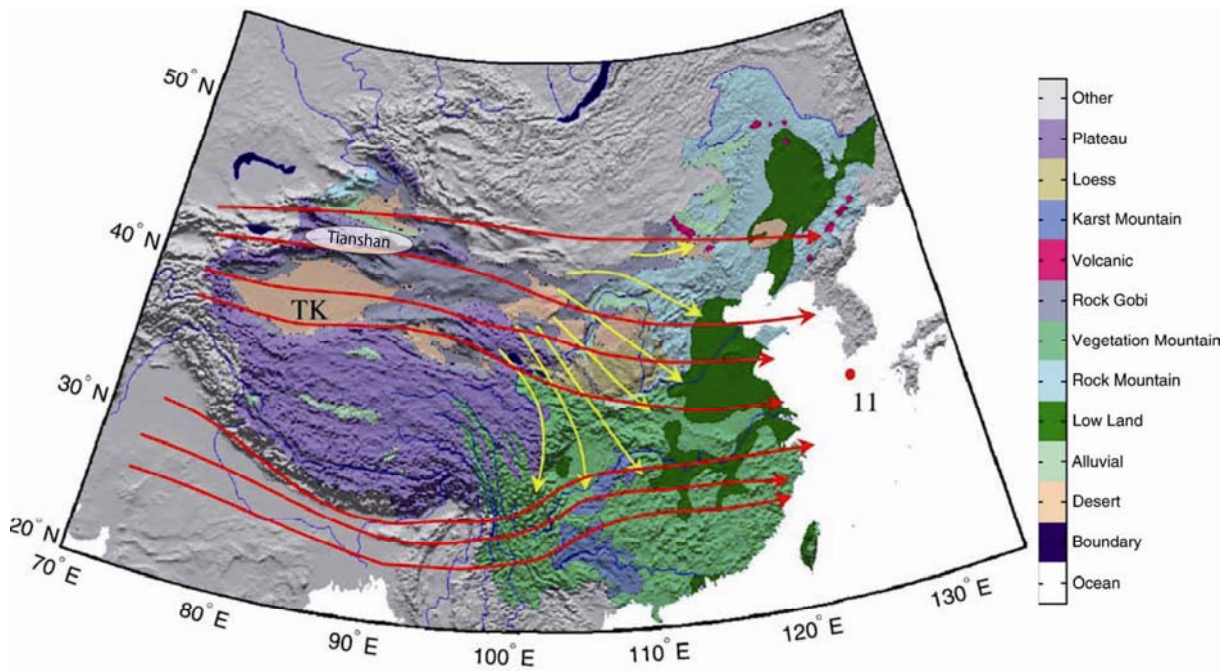 50°N
40°N
30°N
20°N
70°E
80°E
90°E
100°E
110°E
120°E
130°E
Tianshan
TK
11
Other
Plateau
Loess
Karst Mountain
Volcanic
Rock Gobi
Vegetation Mountain
Rock Mountain
Low Land
Alluvial
Desert
Boundary
Ocean